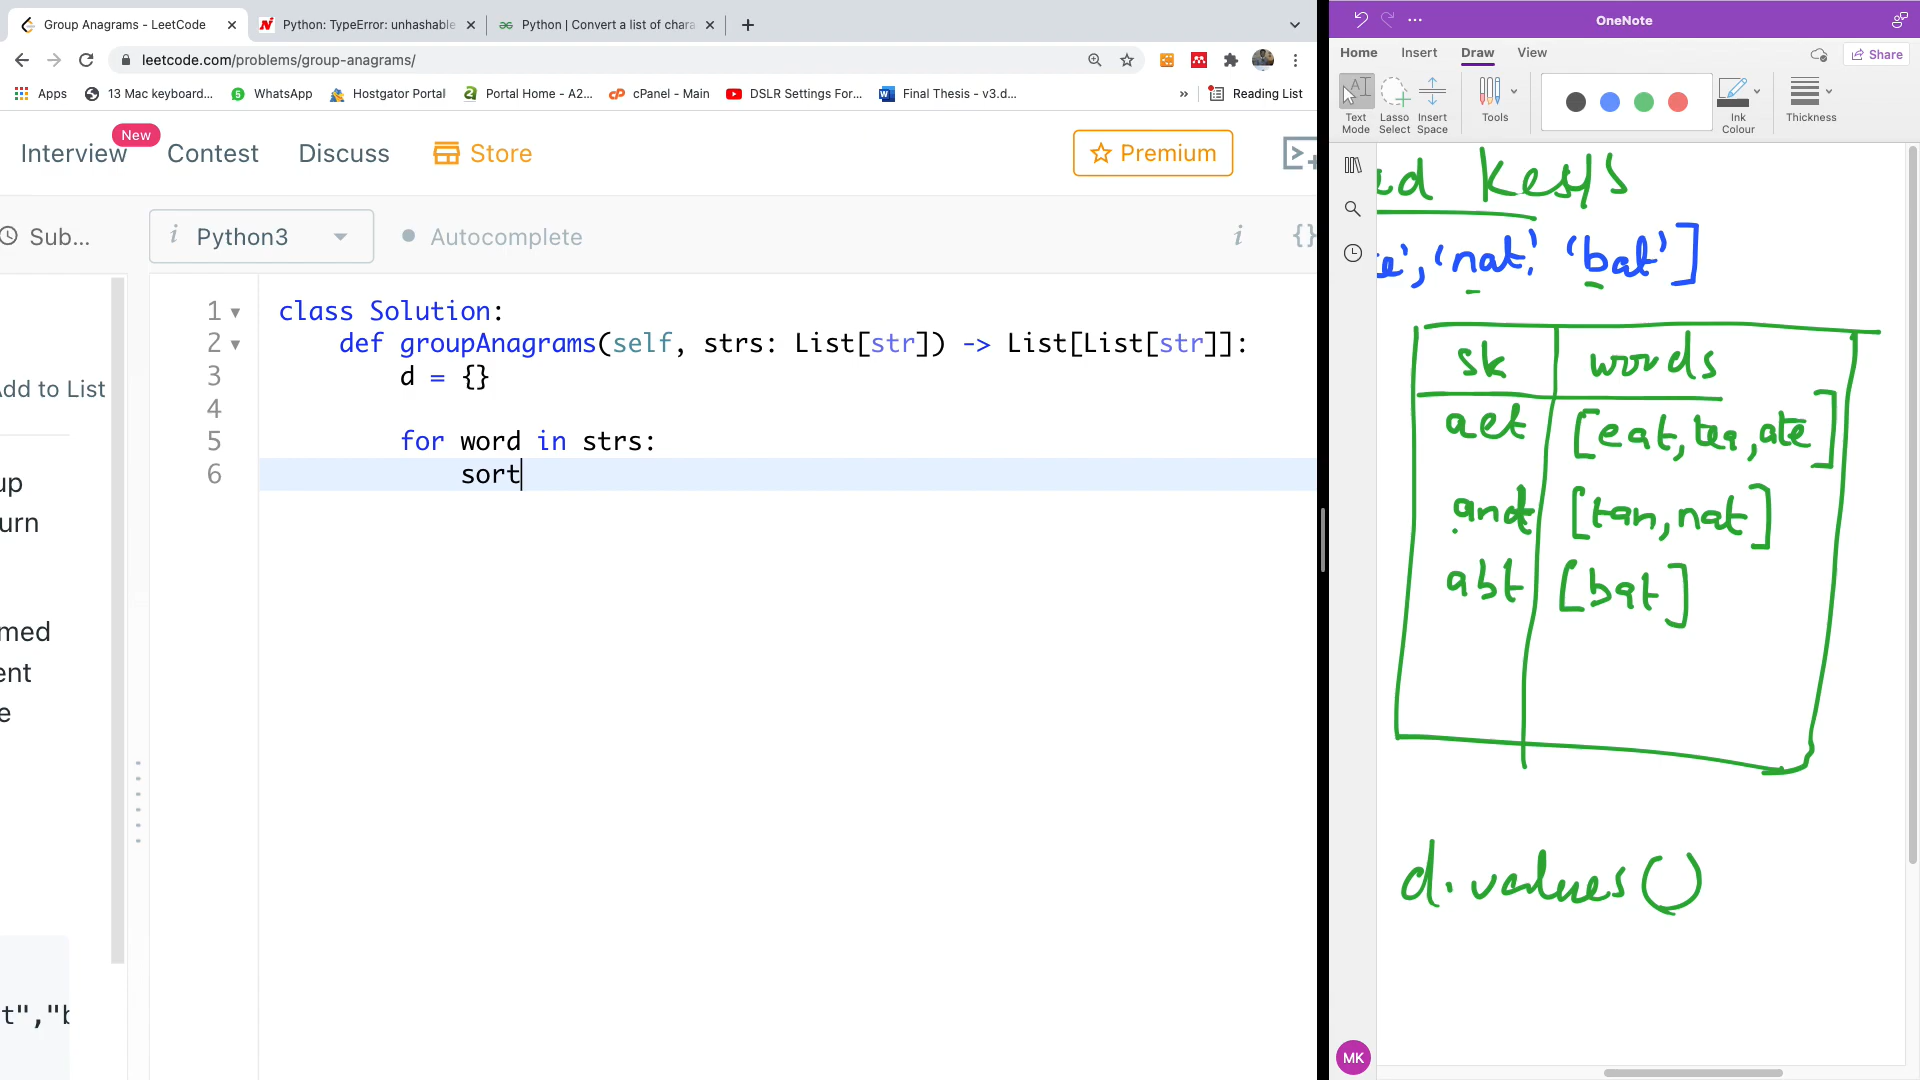 Group Anagrams - LeetCode
Python: TypeError: unhashable
Python | Convert a list of chara
leetcode.com/problems/group-anagrams/
Apps
13 Mac keyboard...
WhatsApp
Hostgator Portal
Portal Home - A2...
cPanel - Main
DSLR Settings For...
Final Thesis - v3.d...
»
Reading List
Interview
New
Contest
Discuss
Store
Premium
Sub...
i Python3
Autocomplete
i
{}
1
class Solution:
2
def groupAnagrams(self, strs: List[str]) -> List[List[str]]:
3
d = {}
4
5
for word in strs:
6
sort
dd to List
up
urn
med
ent
e
t","b
OneNote
Home
Insert
Draw
View
Share
Text Mode
Lasso Select
Insert Space
Tools
Ink Colour
Thickness
ed Keys
e','nat', 'bat']
sk words
aet [eat,tea,ate]
ant [tan,nat]
abt [bat]
d.values()
MK